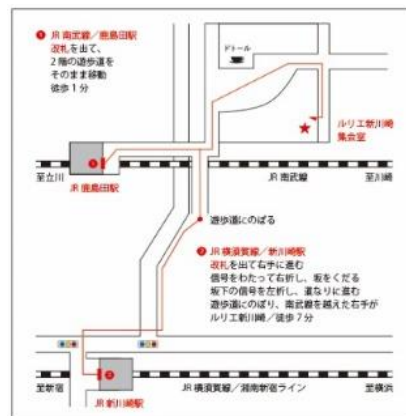 ❶ JR 南武線／鹿島田駅
改札を出て、
2階の遊歩道を
そのまま移動
徒歩1分
ドトール
ルリエ新川崎
集会室
❶
至立川
JR 南武線
至川崎
JR 鹿島田駅
遊歩道にのぼる
❷ JR 横須賀線／新川崎駅
改札を出て右手に進む
信号をわたって右折し、坂をくだる
坂下の信号を左折し、道なりに進む
遊歩道にのぼり、南武線を越えた右手が
ルリエ新川崎／徒歩7分
❷
至新宿
JR 横須賀線／湘南新宿ライン
至横浜
JR 新川崎駅